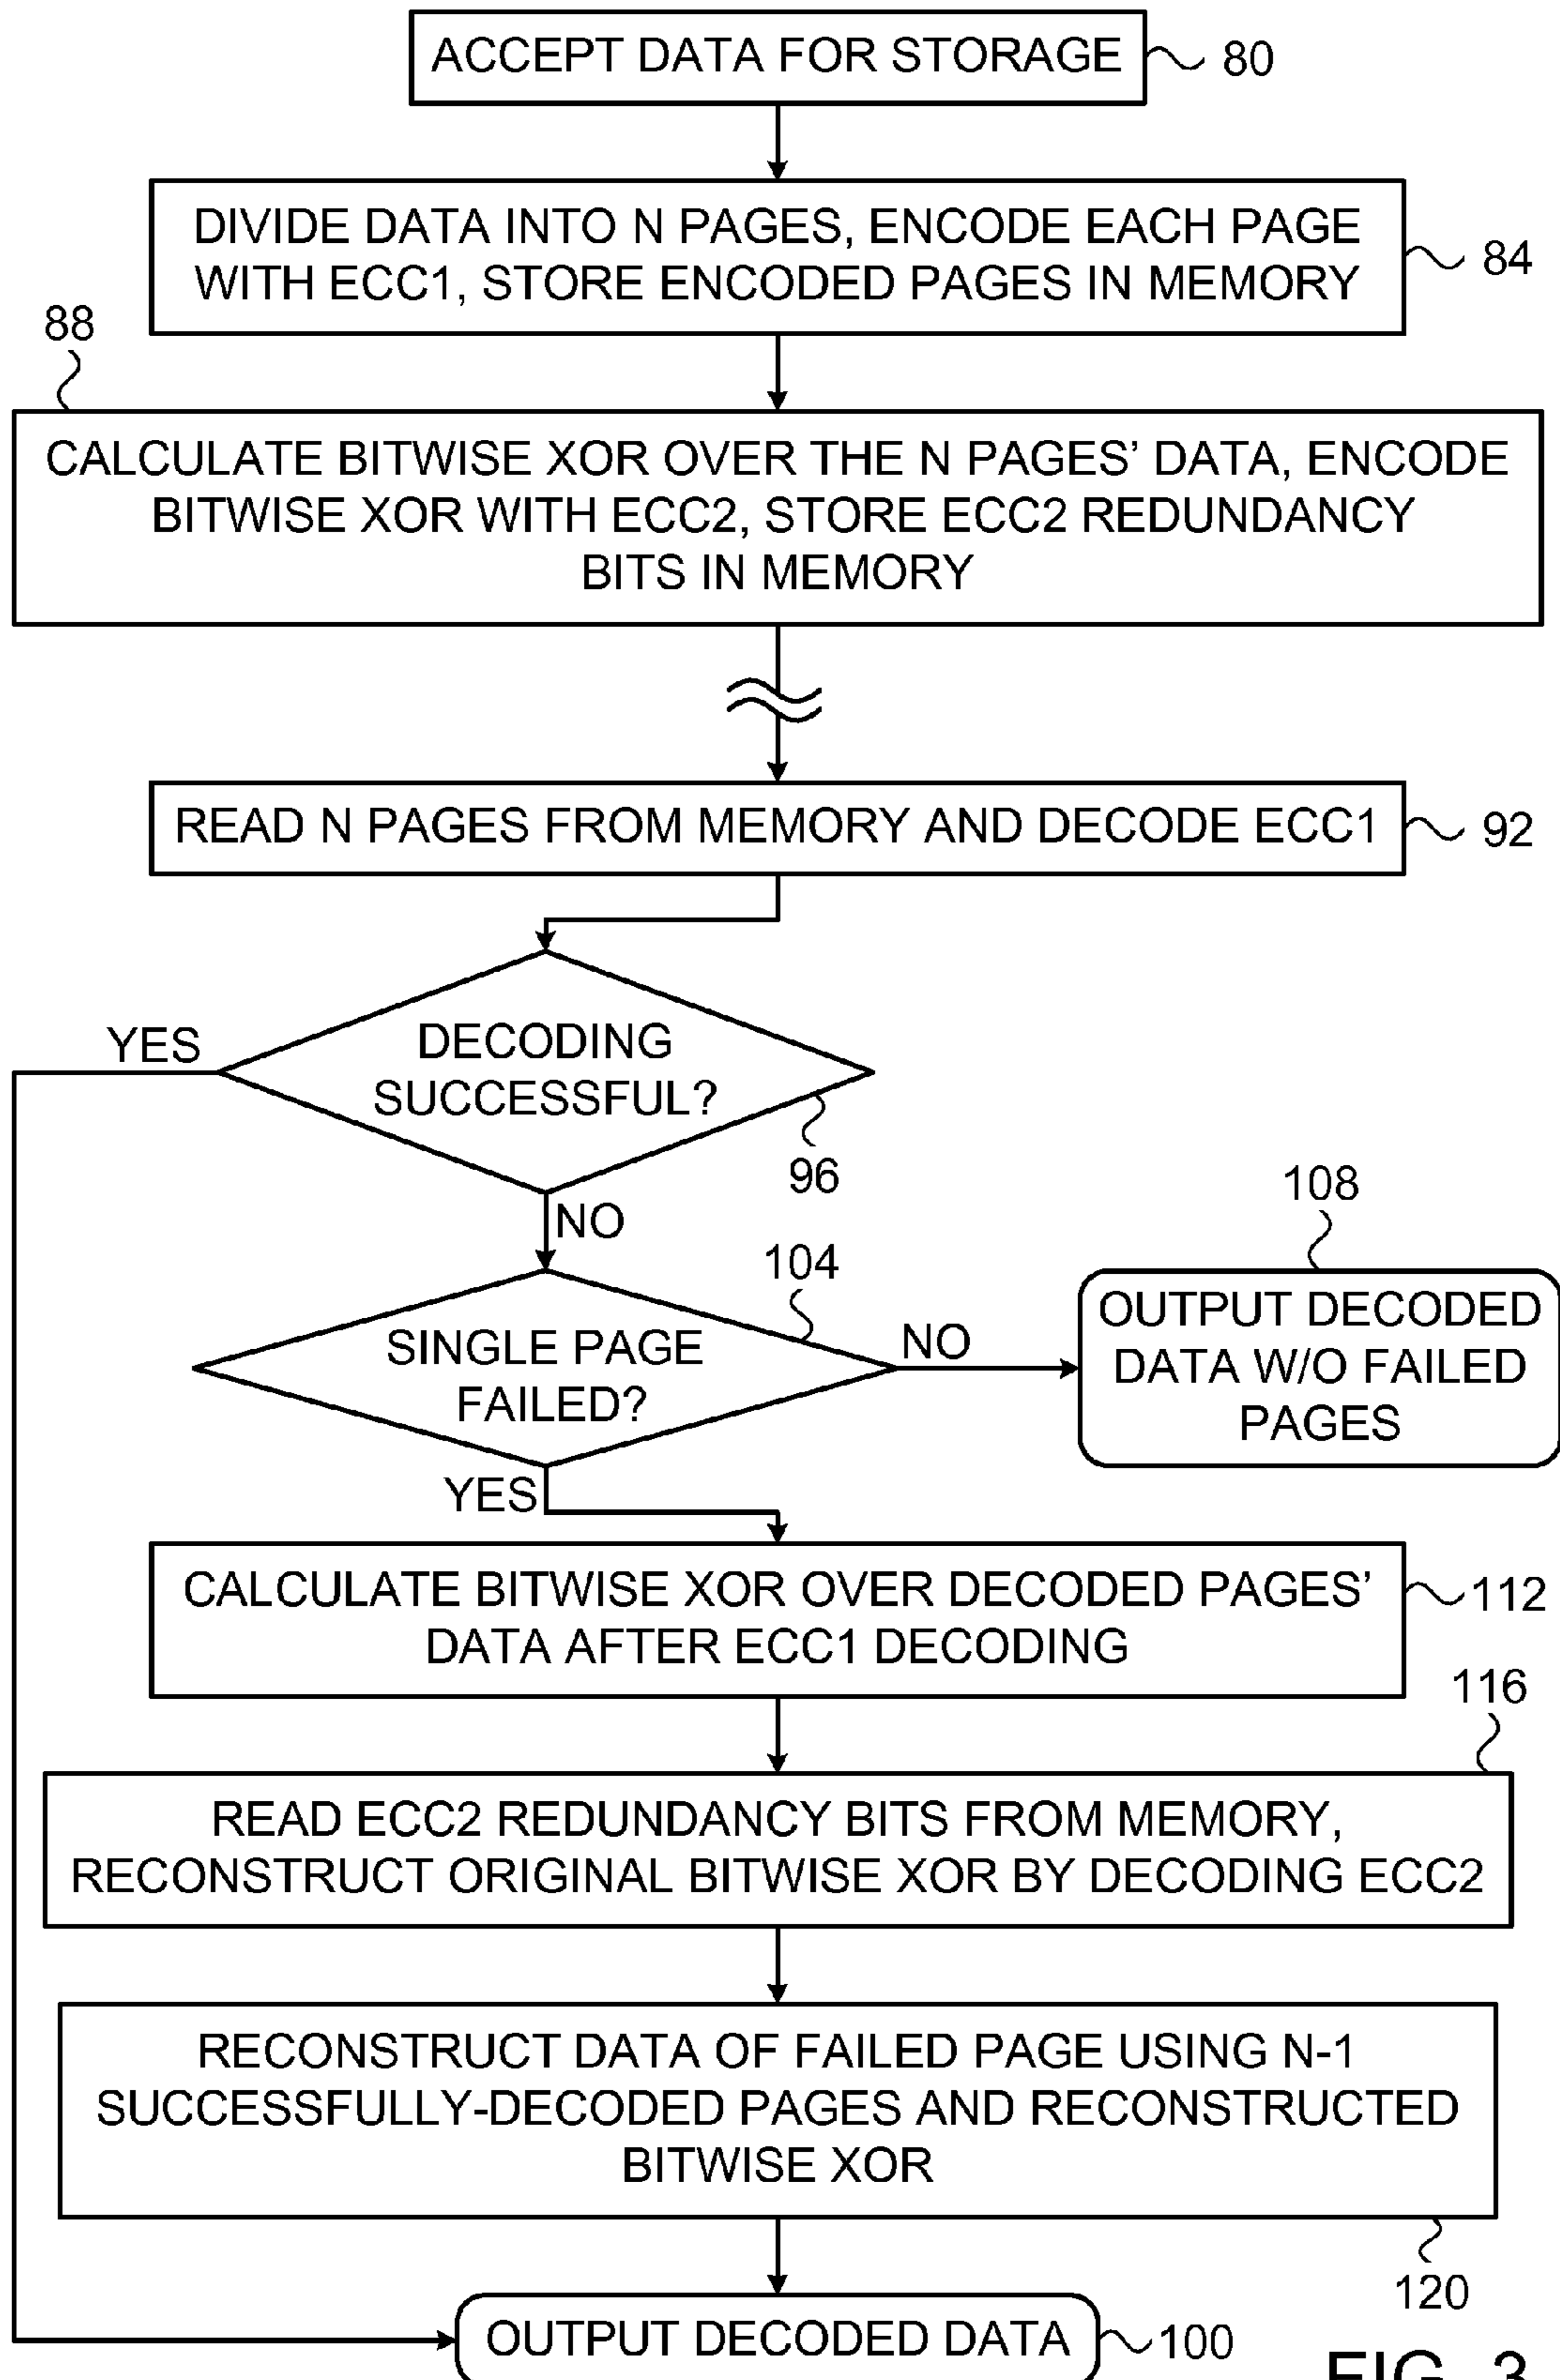 ACCEPT DATA FOR STORAGE
80
DIVIDE DATA INTO N PAGES, ENCODE EACH PAGE
WITH ECC1, STORE ENCODED PAGES IN MEMORY
84
88
CALCULATE BITWISE XOR OVER THE N PAGES’ DATA, ENCODE
BITWISE XOR WITH ECC2, STORE ECC2 REDUNDANCY
BITS IN MEMORY
READ N PAGES FROM MEMORY AND DECODE ECC1
92
YES
DECODING
SUCCESSFUL?
96
NO
108
104
SINGLE PAGE
FAILED?
NO
OUTPUT DECODED
DATA W/O FAILED
PAGES
YES
CALCULATE BITWISE XOR OVER DECODED PAGES’
DATA AFTER ECC1 DECODING
112
116
READ ECC2 REDUNDANCY BITS FROM MEMORY,
RECONSTRUCT ORIGINAL BITWISE XOR BY DECODING ECC2
RECONSTRUCT DATA OF FAILED PAGE USING N-1
SUCCESSFULLY-DECODED PAGES AND RECONSTRUCTED
BITWISE XOR
120
OUTPUT DECODED DATA
100
FIG. 3